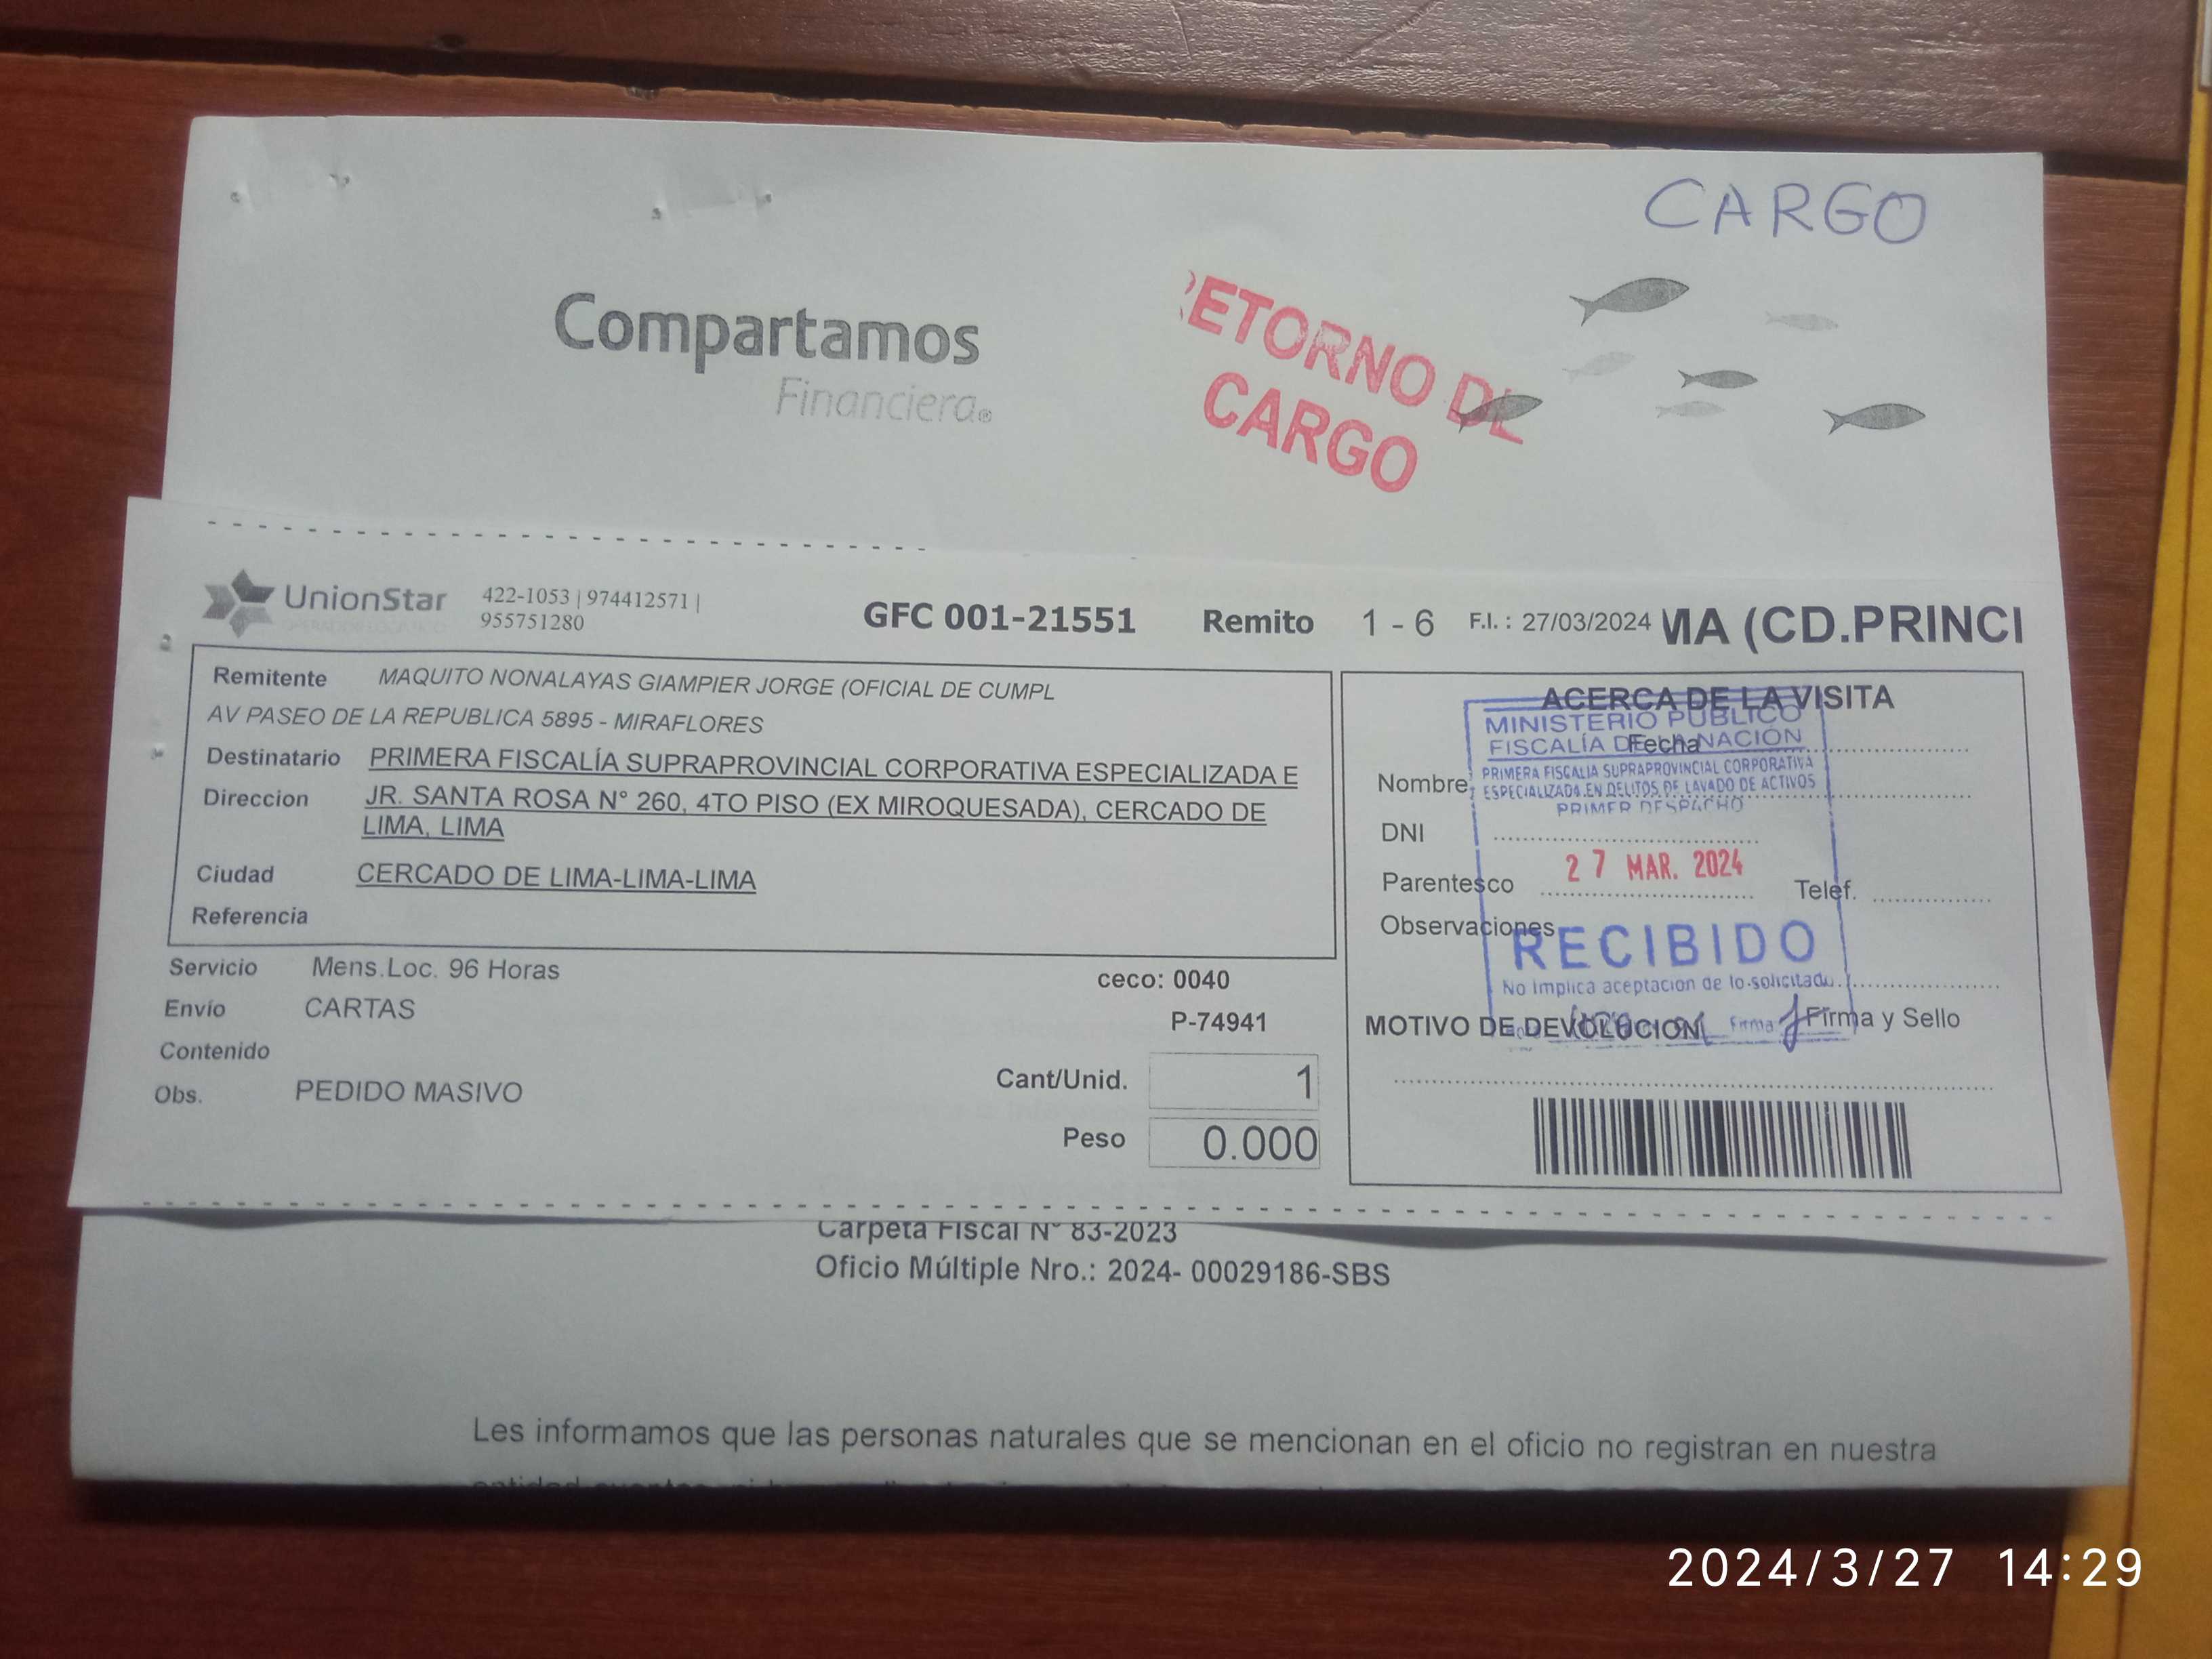 CARGO
Compartamos
Financiera®
RETORNO DE
CARGO
UnionStar
422-1053 | 974412571 |
955751280
GFC 001-21551
Remito 1 - 6
F.I. : 27/03/2024
MA (CD.PRINCI
Remitente MAQUITO NONALAYAS GIAMPIER JORGE (OFICIAL DE CUMPL
AV PASEO DE LA REPUBLICA 5895 - MIRAFLORES
Destinatario PRIMERA FISCALÍA SUPRAPROVINCIAL CORPORATIVA ESPECIALIZADA E
Direccion JR. SANTA ROSA N° 260, 4TO PISO (EX MIROQUESADA), CERCADO DE
LIMA, LIMA
Ciudad CERCADO DE LIMA-LIMA-LIMA
Referencia
Servicio Mens.Loc. 96 Horas
ceco: 0040
Envío CARTAS
P-74941
Contenido
Obs. PEDIDO MASIVO
Cant/Unid. 1
Peso 0.000
ACERCA DE LA VISITA
Fecha
Nombre
DNI
Parentesco
Telef.
Observaciones
MOTIVO DE DEVOLUCION
Firma y Sello
MINISTERIO PÚBLICO
FISCALÍA DE LA NACIÓN
PRIMERA FISCALIA SUPRAPROVINCIAL CORPORATIVA
ESPECIALIZADA EN DELITOS DE LAVADO DE ACTIVOS
PRIMER DESPACHO
27 MAR. 2024
RECIBIDO
No implica aceptacion de lo solicitado
Firma
Carpeta Fiscal N° 83-2023
Oficio Múltiple Nro.: 2024- 00029186-SBS
Les informamos que las personas naturales que se mencionan en el oficio no registran en nuestra
2024/3/27 14:29